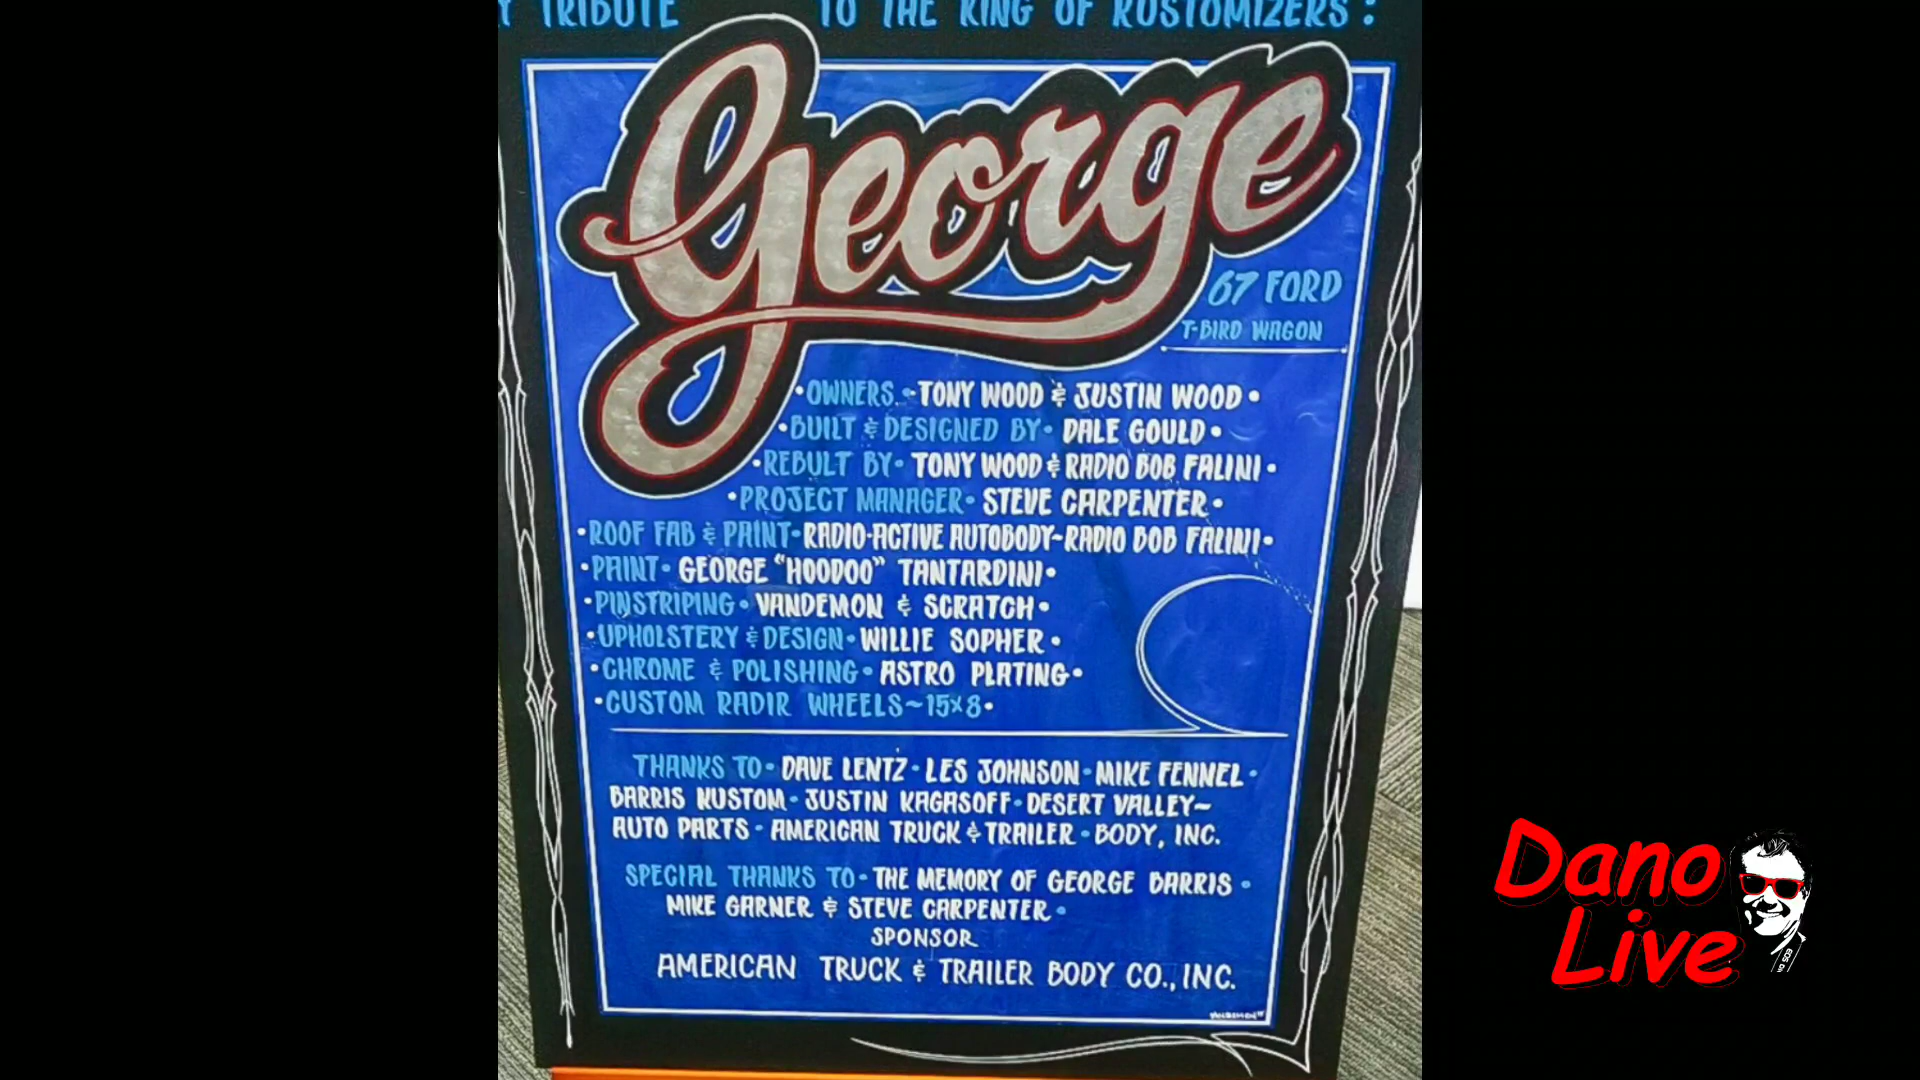 Y TRIBUTE TO THE KING OF KUSTOMIZERS:
George
67 FORD
T-BIRD WAGON
•OWNERS•TONY WOOD & JUSTIN WOOD•
•BUILT & DESIGNED BY•DALE GOULD•
•REBULT BY•TONY WOOD & RADIO BOB FALINI•
•PROJECT MANAGER•STEVE CARPENTER•
•ROOF FAB & PAINT•RADIO-ACTIVE AUTOBODY~RADIO BOB FALINI•
•PAINT•GEORGE "HOODOO" TANTARDINI•
•PINSTRIPING•VANDEMON & SCRATCH•
•UPHOLSTERY & DESIGN•WILLIE SOPHER•
•CHROME & POLISHING•ASTRO PLATING•
•CUSTOM RADIR WHEELS~15x8•
THANKS TO•DAVE LENTZ•LES JOHNSON•MIKE FENNEL•
BARRIS KUSTOM•JUSTIN KAGASOFF•DESERT VALLEY~
AUTO PARTS•AMERICAN TRUCK & TRAILER•BODY, INC.
SPECIAL THANKS TO•THE MEMORY OF GEORGE BARRIS•
MIKE GARNER & STEVE CARPENTER•
SPONSOR
AMERICAN TRUCK & TRAILER BODY CO., INC.
Dano
Live